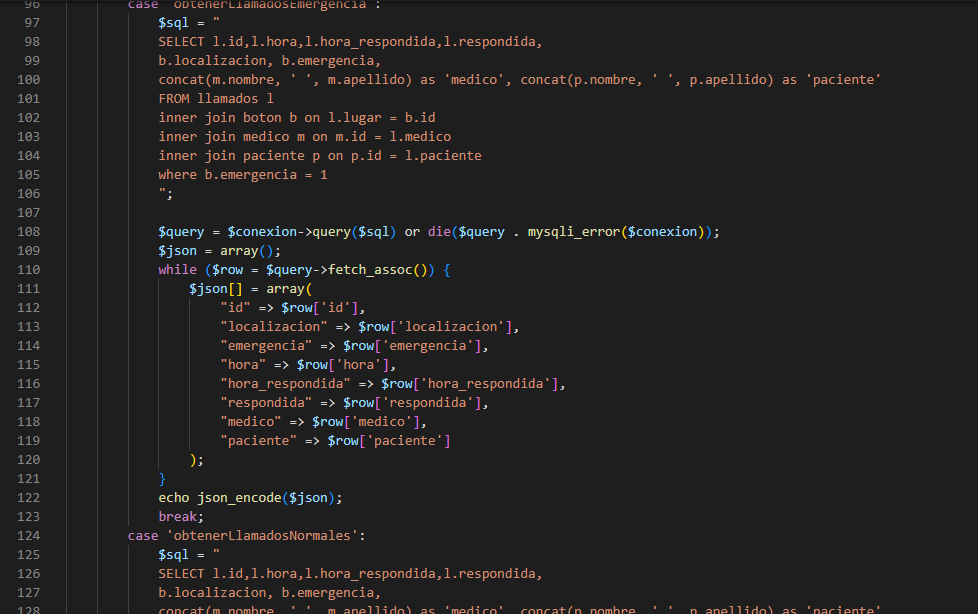 96 case 'obtenerLlamadosEmergencia':
97 $sql = "
98 SELECT l.id,l.hora,l.hora_respondida,l.respondida,
99 b.localizacion, b.emergencia,
100 concat(m.nombre, ' ', m.apellido) as 'medico', concat(p.nombre, ' ', p.apellido) as 'paciente'
101 FROM llamados l
102 inner join boton b on l.lugar = b.id
103 inner join medico m on m.id = l.medico
104 inner join paciente p on p.id = l.paciente
105 where b.emergencia = 1
106 ";
107
108 $query = $conexion->query($sql) or die($query . mysqli_error($conexion));
109 $json = array();
110 while ($row = $query->fetch_assoc()) {
111 $json[] = array(
112 "id" => $row['id'],
113 "localizacion" => $row['localizacion'],
114 "emergencia" => $row['emergencia'],
115 "hora" => $row['hora'],
116 "hora_respondida" => $row['hora_respondida'],
117 "respondida" => $row['respondida'],
118 "medico" => $row['medico'],
119 "paciente" => $row['paciente']
120 );
121 }
122 echo json_encode($json);
123 break;
124 case 'obtenerLlamadosNormales':
125 $sql = "
126 SELECT l.id,l.hora,l.hora_respondida,l.respondida,
127 b.localizacion, b.emergencia,
128 concat(m.nombre, ' ', m.apellido) as 'medico', concat(p.nombre, ' ', p.apellido) as 'paciente'